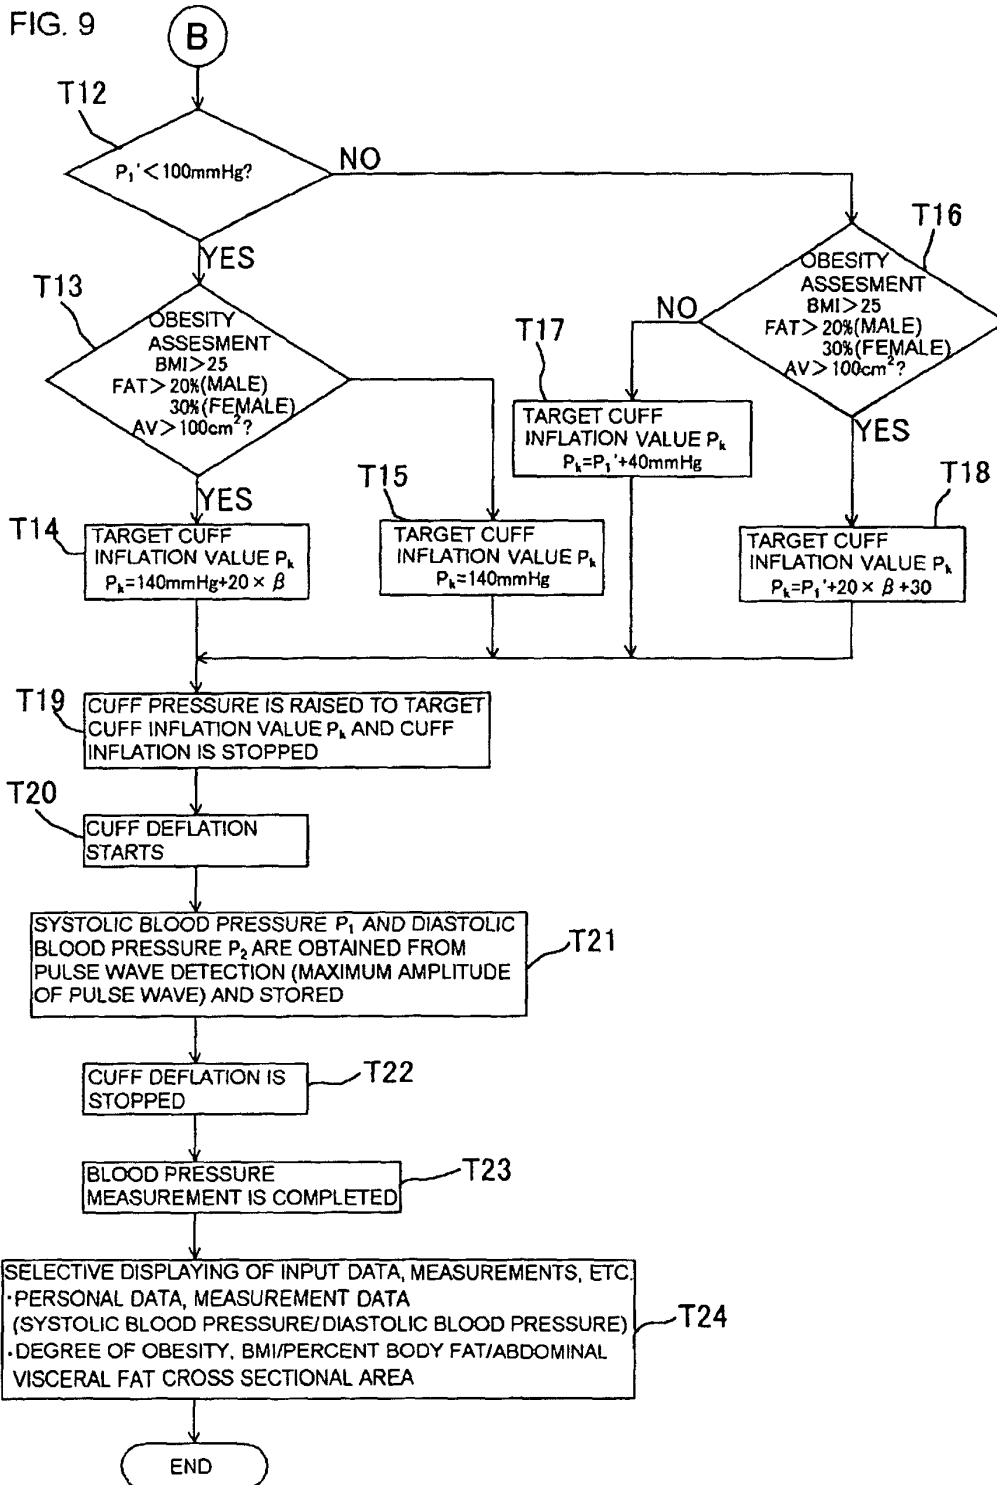 FIG. 9
B
T12
P₁'<100mmHg?
NO
YES
T13
OBESITY
ASSESMENT
BMI>25
FAT>20%(MALE)
30%(FEMALE)
AV>100cm²?
YES
T16
OBESITY
ASSESMENT
BMI>25
FAT>20%(MALE)
30%(FEMALE)
AV>100cm²?
NO
YES
T14
TARGET CUFF
INFLATION VALUE Pₖ
Pₖ=140mmHg+20×β
T15
TARGET CUFF
INFLATION VALUE Pₖ
Pₖ=140mmHg
T17
TARGET CUFF
INFLATION VALUE Pₖ
Pₖ=P₁'+40mmHg
T18
TARGET CUFF
INFLATION VALUE Pₖ
Pₖ=P₁'+20×β+30
T19
CUFF PRESSURE IS RAISED TO TARGET
CUFF INFLATION VALUE Pₖ AND CUFF
INFLATION IS STOPPED
T20
CUFF DEFLATION
STARTS
SYSTOLIC BLOOD PRESSURE P₁ AND DIASTOLIC
BLOOD PRESSURE P₂ ARE OBTAINED FROM
PULSE WAVE DETECTION (MAXIMUM AMPLITUDE
OF PULSE WAVE) AND STORED
T21
CUFF DEFLATION IS
STOPPED
T22
BLOOD PRESSURE
MEASUREMENT IS COMPLETED
T23
SELECTIVE DISPLAYING OF INPUT DATA, MEASUREMENTS, ETC.
・PERSONAL DATA, MEASUREMENT DATA
(SYSTOLIC BLOOD PRESSURE/DIASTOLIC BLOOD PRESSURE)
・DEGREE OF OBESITY, BMI/PERCENT BODY FAT/ABDOMINAL
VISCERAL FAT CROSS SECTIONAL AREA
T24
END